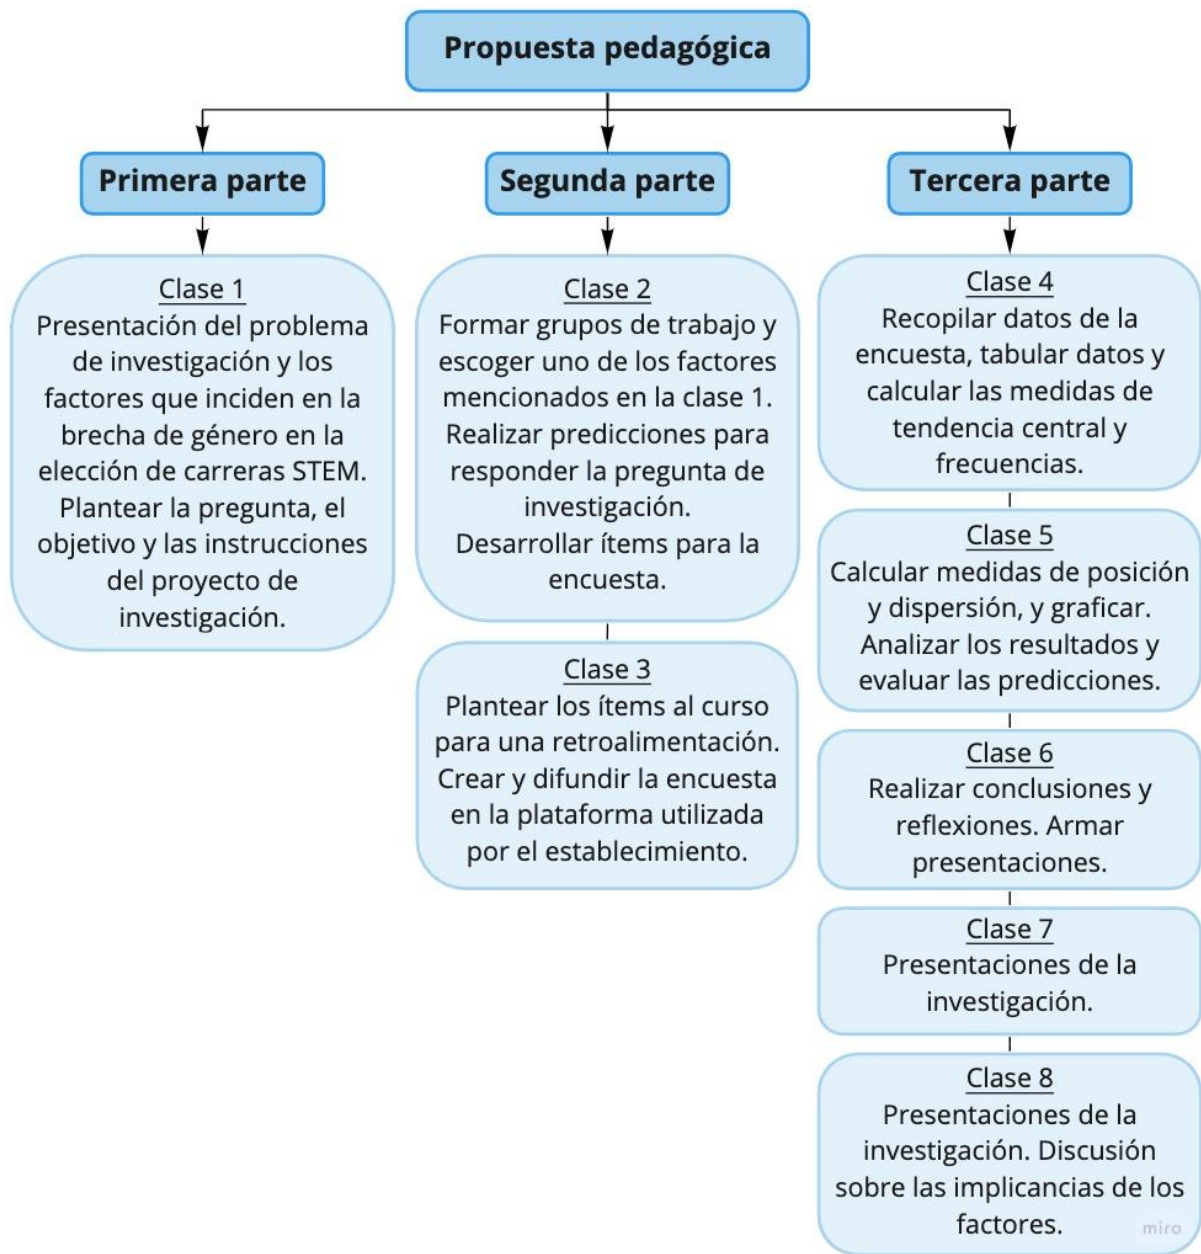 Propuesta pedagógica
Primera parte
Clase 1
Presentación del problema
de investigación y los
factores que inciden en la
brecha de género en la
elección de carreras STEM.
Plantear la pregunta, el
objetivo y las instrucciones
del proyecto de
investigación.
Segunda parte
Clase 2
Formar grupos de trabajo y
escoger uno de los factores
mencionados en la clase 1.
Realizar predicciones para
responder la pregunta de
investigación.
Desarrollar ítems para la
encuesta.
Clase 3
Plantear los ítems al curso
para una retroalimentación.
Crear y difundir la encuesta
en la plataforma utilizada
por el establecimiento.
Tercera parte
Clase 4
Recopilar datos de la
encuesta, tabular datos y
calcular las medidas de
tendencia central y
frecuencias.
Clase 5
Calcular medidas de posición
y dispersión, y graficar.
Analizar los resultados y
evaluar las predicciones.
Clase 6
Realizar conclusiones y
reflexiones. Armar
presentaciones.
Clase 7
Presentaciones de la
investigación.
Clase 8
Presentaciones de la
investigación. Discusión
sobre las implicancias de los
factores.
miro